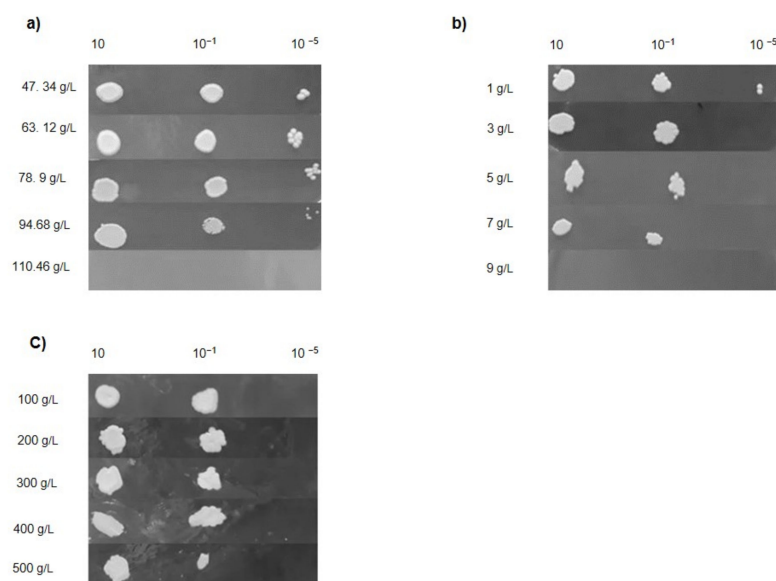 a)
10 10⁻¹ 10⁻⁵
47. 34 g/L
63. 12 g/L
78. 9 g/L
94.68 g/L
110.46 g/L
b)
10 10⁻¹ 10⁻⁵
1 g/L
3 g/L
5 g/L
7 g/L
9 g/L
C)
10 10⁻¹ 10⁻⁵
100 g/L
200 g/L
300 g/L
400 g/L
500 g/L